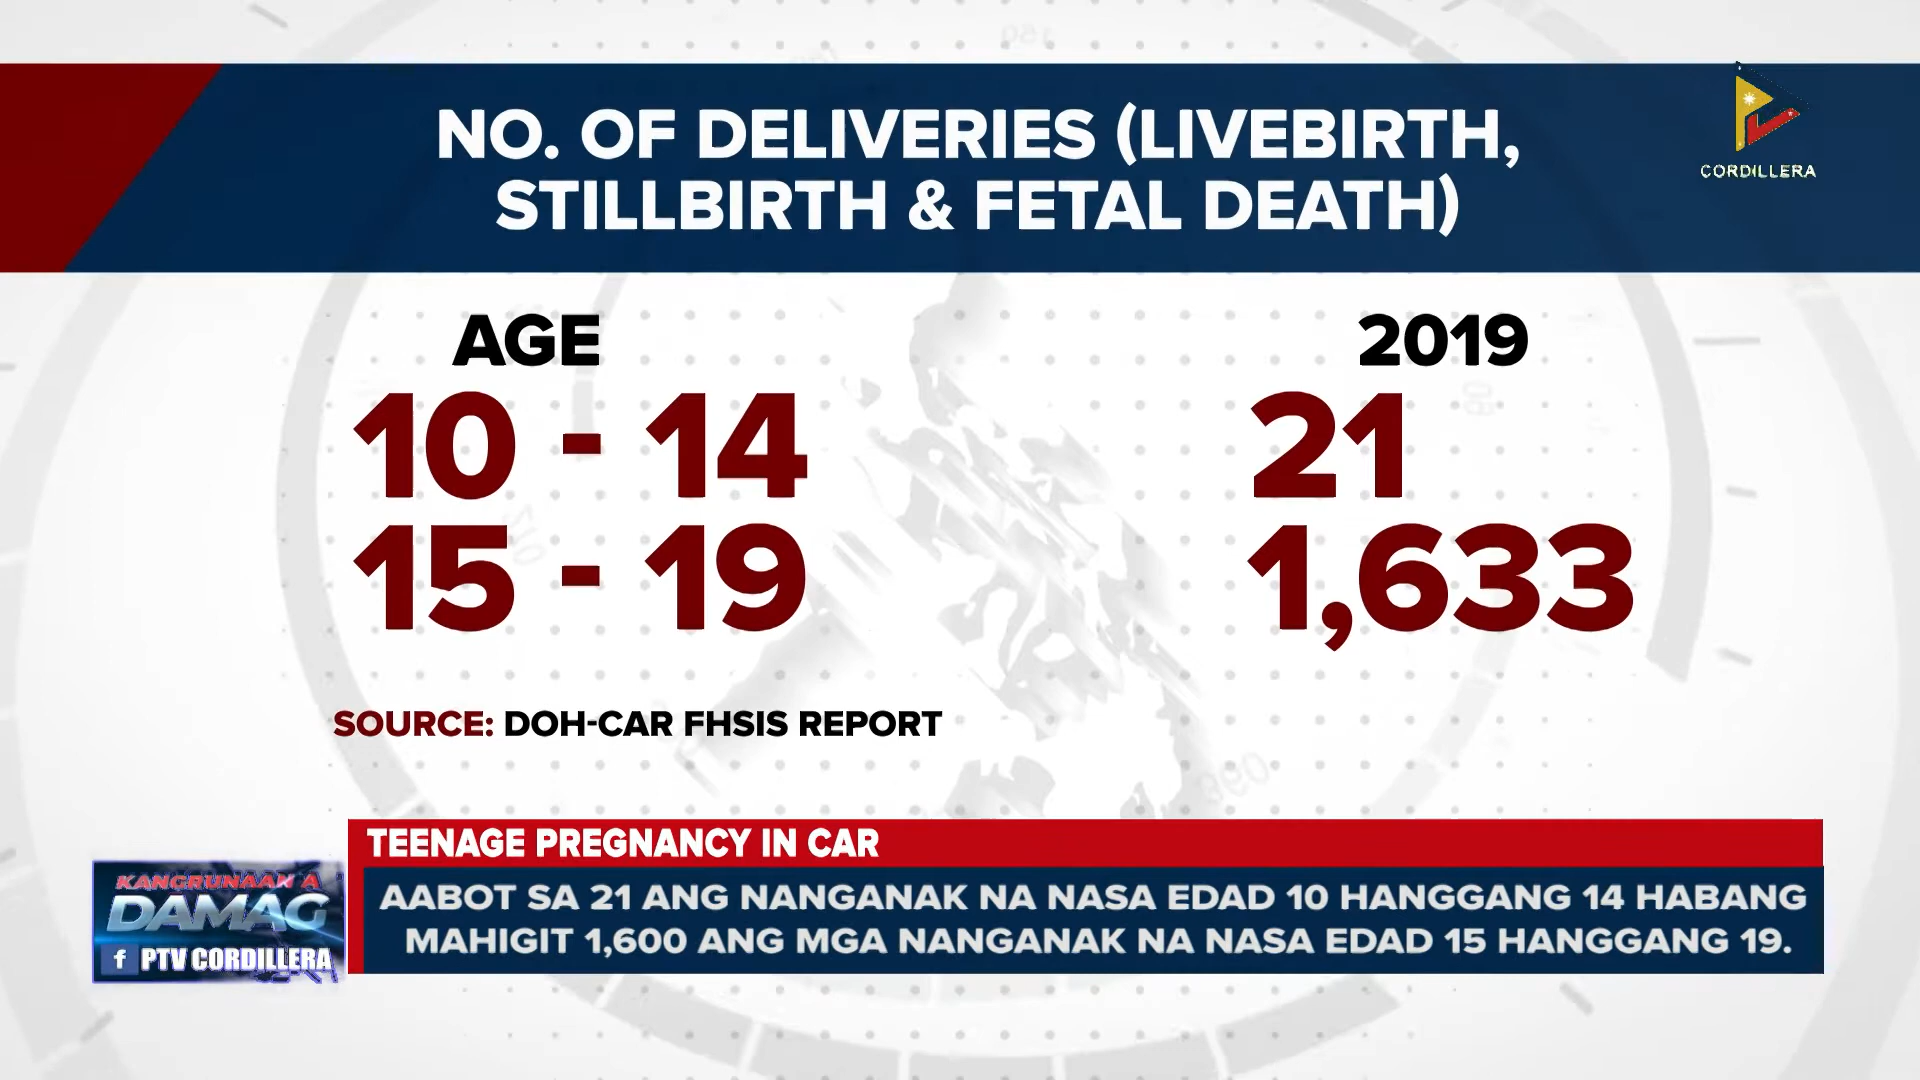 NO. OF DELIVERIES (LIVEBIRTH,
STILLBIRTH & FETAL DEATH)
CORDILLERA
AGE 2019
10 - 14 21
15 - 19 1,633
SOURCE: DOH-CAR FHSIS REPORT
TEENAGE PREGNANCY IN CAR
KANGRUNAAN A
DAMAG
f PTV CORDILLERA
AABOT SA 21 ANG NANGANAK NA NASA EDAD 10 HANGGANG 14 HABANG
MAHIGIT 1,600 ANG MGA NANGANAK NA NASA EDAD 15 HANGGANG 19.